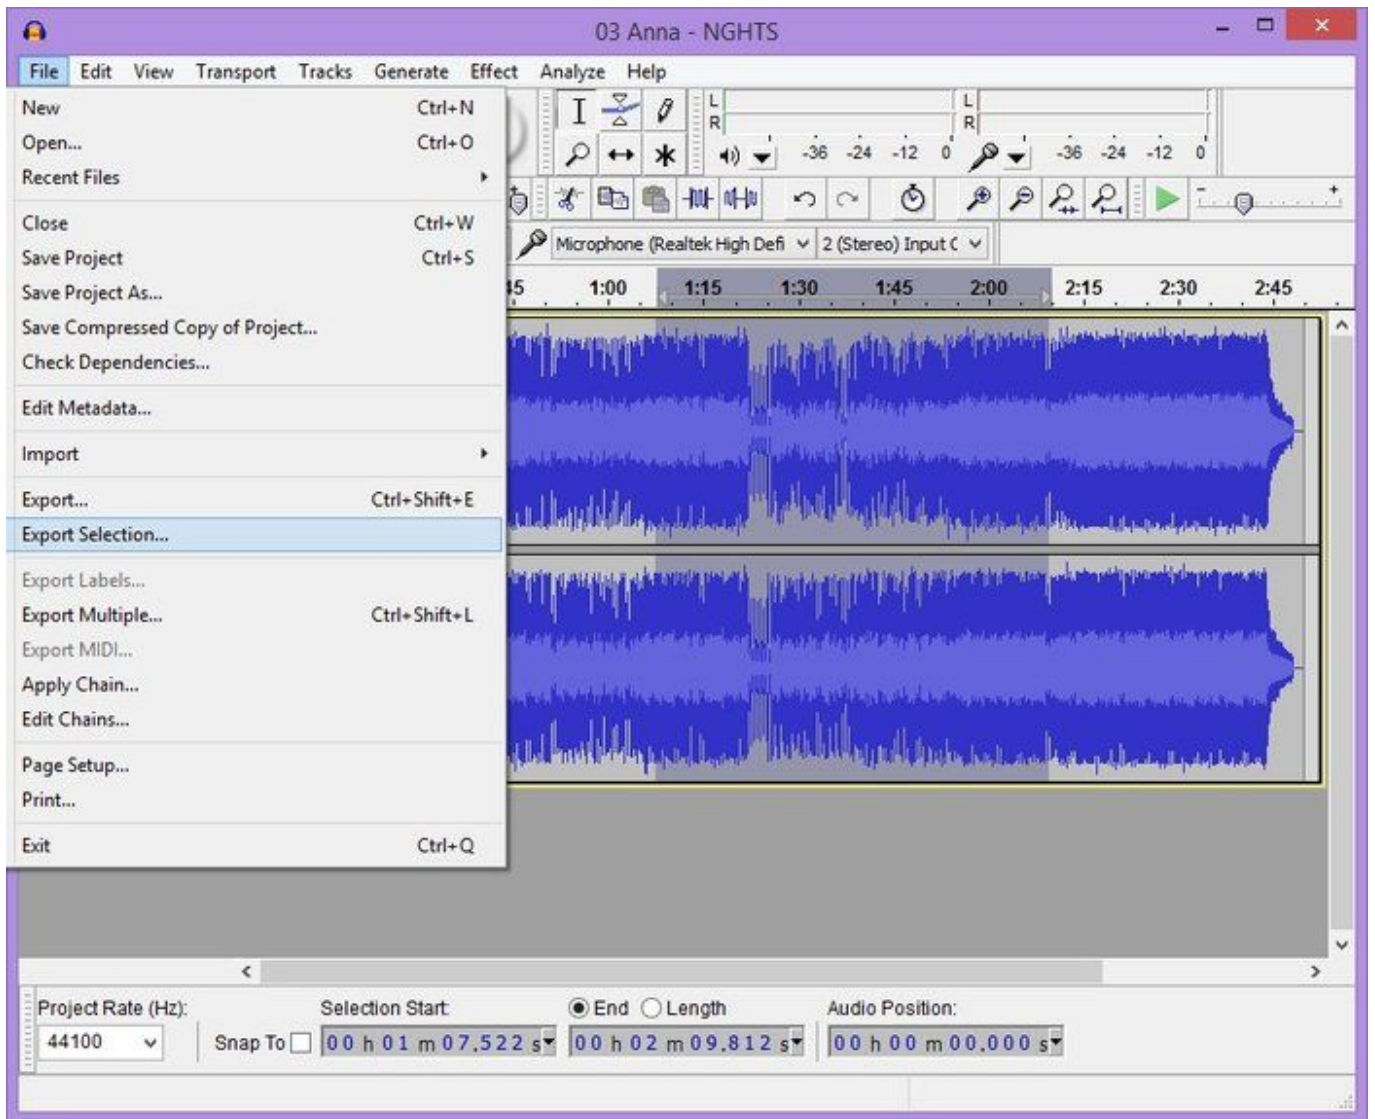 03 Anna - NGHTS
File Edit View Transport Tracks Generate Effect Analyze Help
New Ctrl+N
Open... Ctrl+O
Recent Files
Close Ctrl+W
Save Project Ctrl+S
Save Project As...
Save Compressed Copy of Project...
Check Dependencies...
Edit Metadata...
Import
Export... Ctrl+Shift+E
Export Selection...
Export Labels...
Export Multiple... Ctrl+Shift+L
Export MIDI...
Apply Chain...
Edit Chains...
Page Setup...
Print...
Exit Ctrl+Q
L L
R R
-36 -24 -12 0 -36 -24 -12 0
Microphone (Realtek High Defi 2 (Stereo) Input C
45 1:00 1:15 1:30 1:45 2:00 2:15 2:30 2:45
Project Rate (Hz): Selection Start: End Length Audio Position:
44100 Snap To 00 h 01 m 07.522 s 00 h 02 m 09.812 s 00 h 00 m 00.000 s